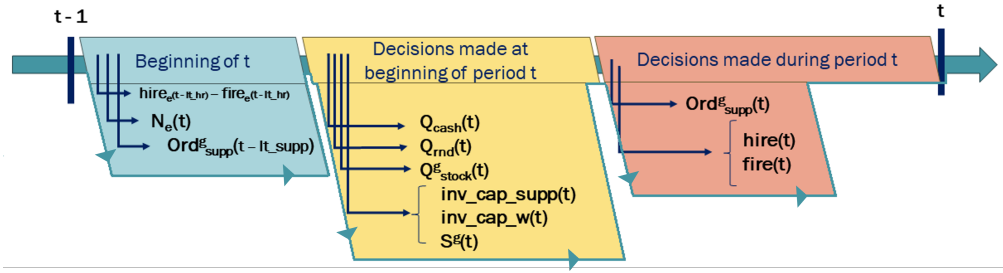 t - 1
t
Beginning of t
Decisions made at
beginning of period t
Decisions made during period t
hireₑ(t – lt_hr) – fireₑ(t – lt_hr)
Nₑ(t)
Ordᵍsupp(t – lt_supp)
Qcash(t)
Qrnd(t)
Qᵍstock(t)
inv_cap_supp(t)
inv_cap_w(t)
Sᵍ(t)
Ordᵍsupp(t)
hire(t)
fire(t)